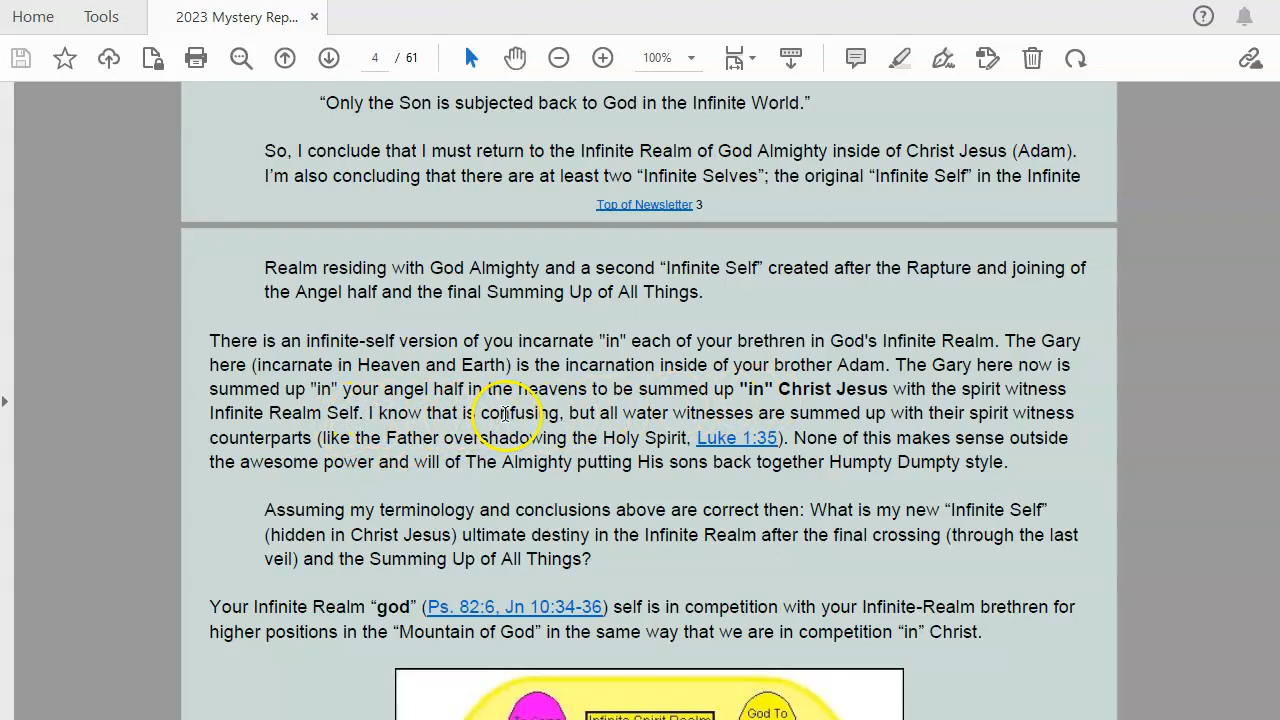 Home Tools 2023 Mystery Rep... ×
4 / 61 100%
“Only the Son is subjected back to God in the Infinite World.”
So, I conclude that I must return to the Infinite Realm of God Almighty inside of Christ Jesus (Adam).
I’m also concluding that there are at least two “Infinite Selves”; the original “Infinite Self” in the Infinite
Top of Newsletter 3
Realm residing with God Almighty and a second “Infinite Self” created after the Rapture and joining of
the Angel half and the final Summing Up of All Things.
There is an infinite-self version of you incarnate "in" each of your brethren in God's Infinite Realm. The Gary
here (incarnate in Heaven and Earth) is the incarnation inside of your brother Adam. The Gary here now is
summed up "in" your angel half in the heavens to be summed up "in" Christ Jesus with the spirit witness
Infinite Realm Self. I know that is confusing, but all water witnesses are summed up with their spirit witness
counterparts (like the Father overshadowing the Holy Spirit, Luke 1:35). None of this makes sense outside
the awesome power and will of The Almighty putting His sons back together Humpty Dumpty style.
Assuming my terminology and conclusions above are correct then: What is my new “Infinite Self”
(hidden in Christ Jesus) ultimate destiny in the Infinite Realm after the final crossing (through the last
veil) and the Summing Up of All Things?
Your Infinite Realm “god” (Ps. 82:6, Jn 10:34-36) self is in competition with your Infinite-Realm brethren for
higher positions in the “Mountain of God” in the same way that we are in competition “in” Christ.
Infinite Spirit Realm God To